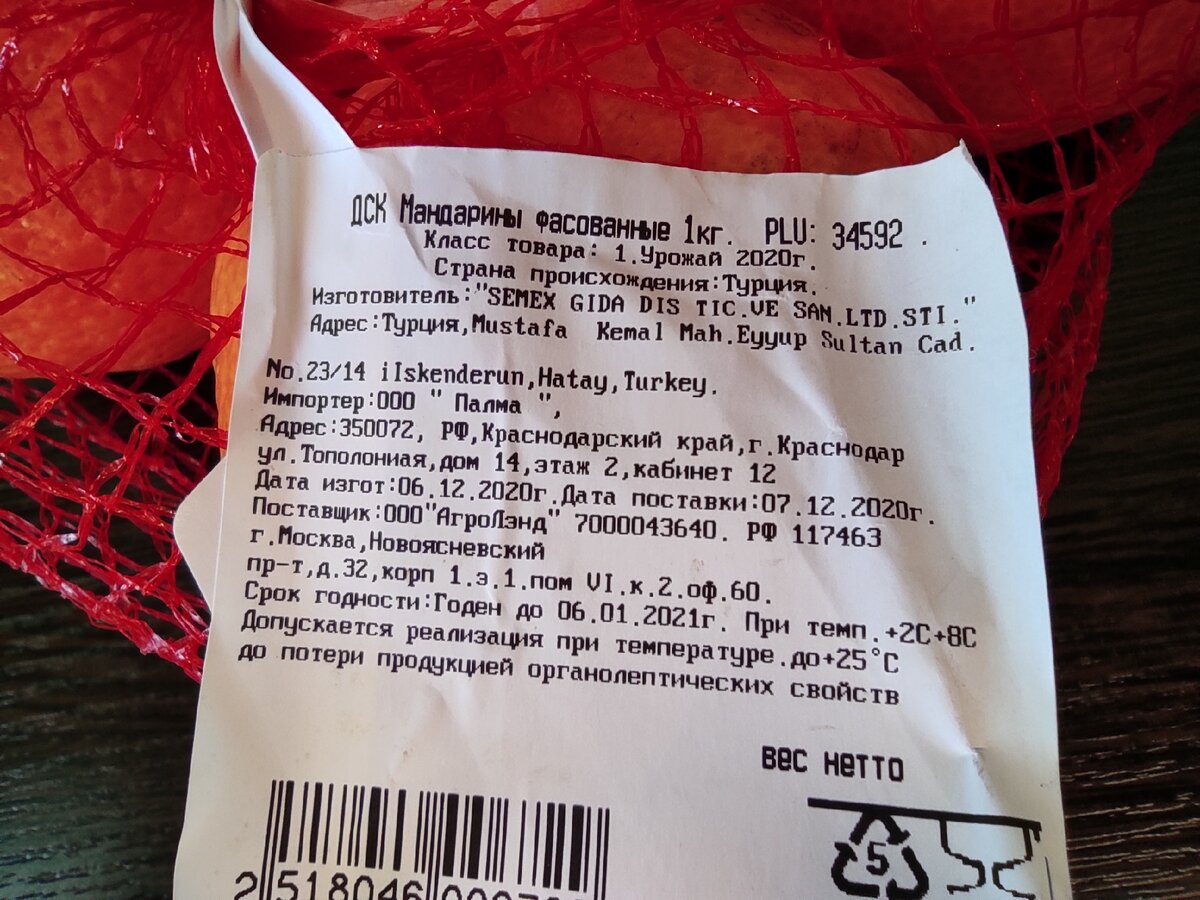 ДСК Мандарины фасованные 1кг. PLU: 34592 .
Класс товара: 1.Урожай 2020г.
Страна происхождения:Турция.
Изготовитель:"SEMEX GIDA DIS TIC.VE SAN.LTD.STI."
Адрес:Турция,Mustafa Kemal Mah.Eyyup Sultan Cad.
No.23/14 iIskenderun,Hatay,Turkey.
Импортер:ООО " Палма ",
Адрес:350072, РФ,Краснодарский край,г.Краснодар
ул.Тополониая,дом 14,этаж 2,кабинет 12
Дата изгот:06.12.2020г.Дата поставки:07.12.2020г.
Поставщик:ООО"АгроЛэнд" 7000043640. РФ 117463
г.Москва,Новоясневский
пр-т,д.32,корп 1.э.1.пом VI.к.2.оф.60.
Срок годности:Годен до 06.01.2021г. При темп.+2С+8С
Допускается реализация при температуре.до+25°С
до потери продукцией органолептических свойств
вес нетто
5
2 518046